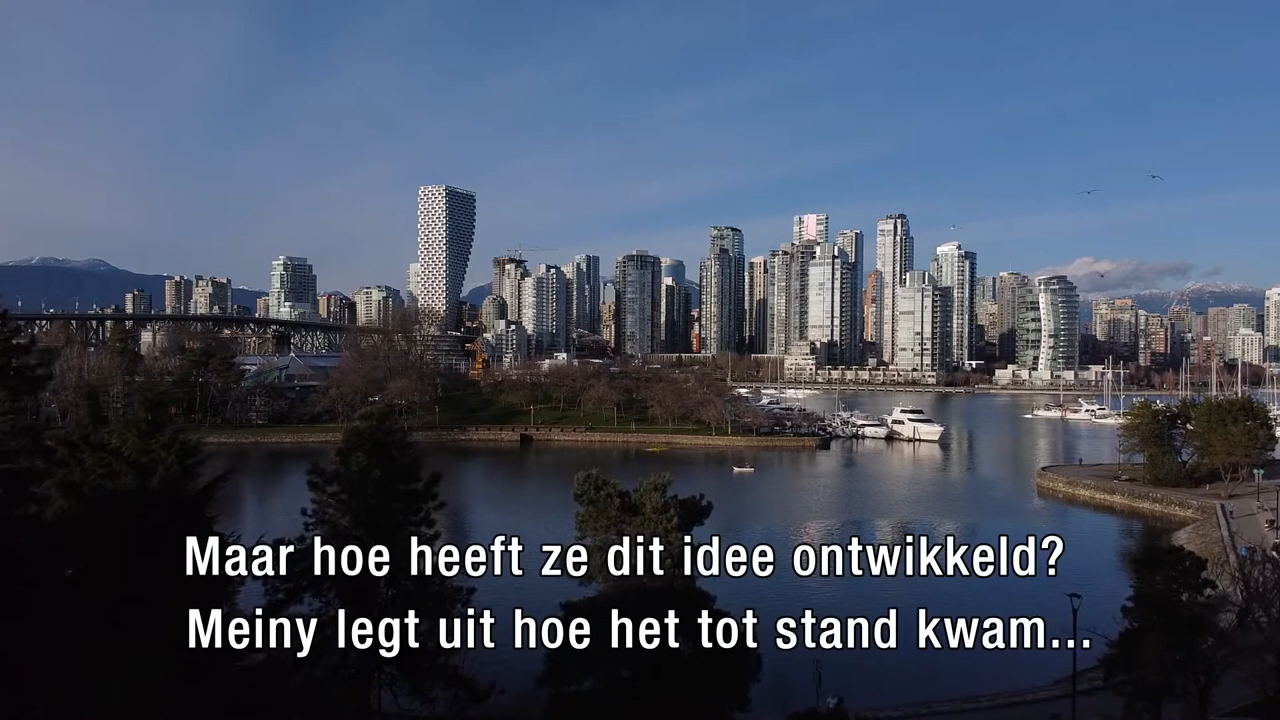 Maar hoe heeft ze dit idee ontwikkeld?
Meiny legt uit hoe het tot stand kwam...